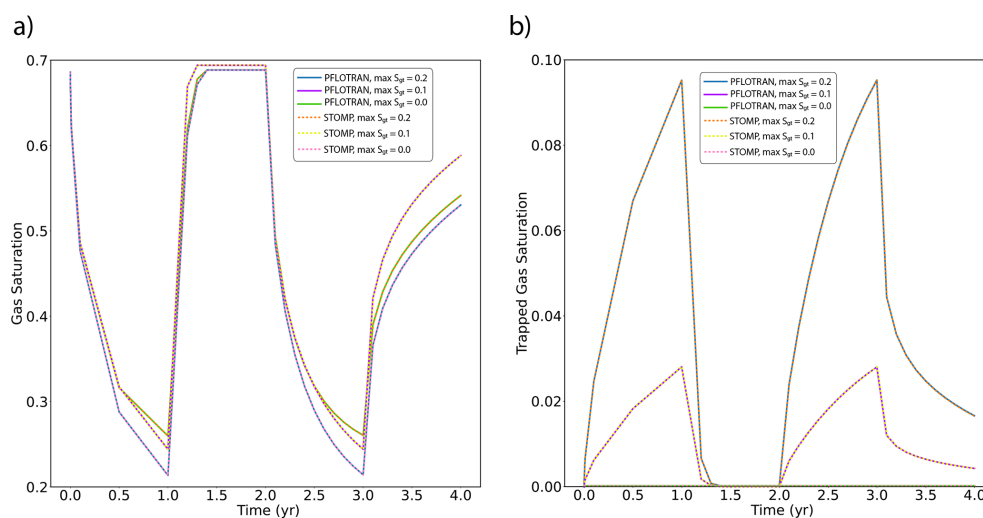 a)
0.7
0.6
0.5
0.4
0.3
0.2
Gas Saturation
PFLOTRAN, max Sgt = 0.2
PFLOTRAN, max Sgt = 0.1
PFLOTRAN, max Sgt = 0.0
STOMP, max Sgt = 0.2
STOMP, max Sgt = 0.1
STOMP, max Sgt = 0.0
0.0 0.5 1.0 1.5 2.0 2.5 3.0 3.5 4.0
Time (yr)
b)
0.10
0.08
0.06
0.04
0.02
0.00
Trapped Gas Saturation
PFLOTRAN, max Sgt = 0.2
PFLOTRAN, max Sgt = 0.1
PFLOTRAN, max Sgt = 0.0
STOMP, max Sgt = 0.2
STOMP, max Sgt = 0.1
STOMP, max Sgt = 0.0
0.0 0.5 1.0 1.5 2.0 2.5 3.0 3.5 4.0
Time (yr)